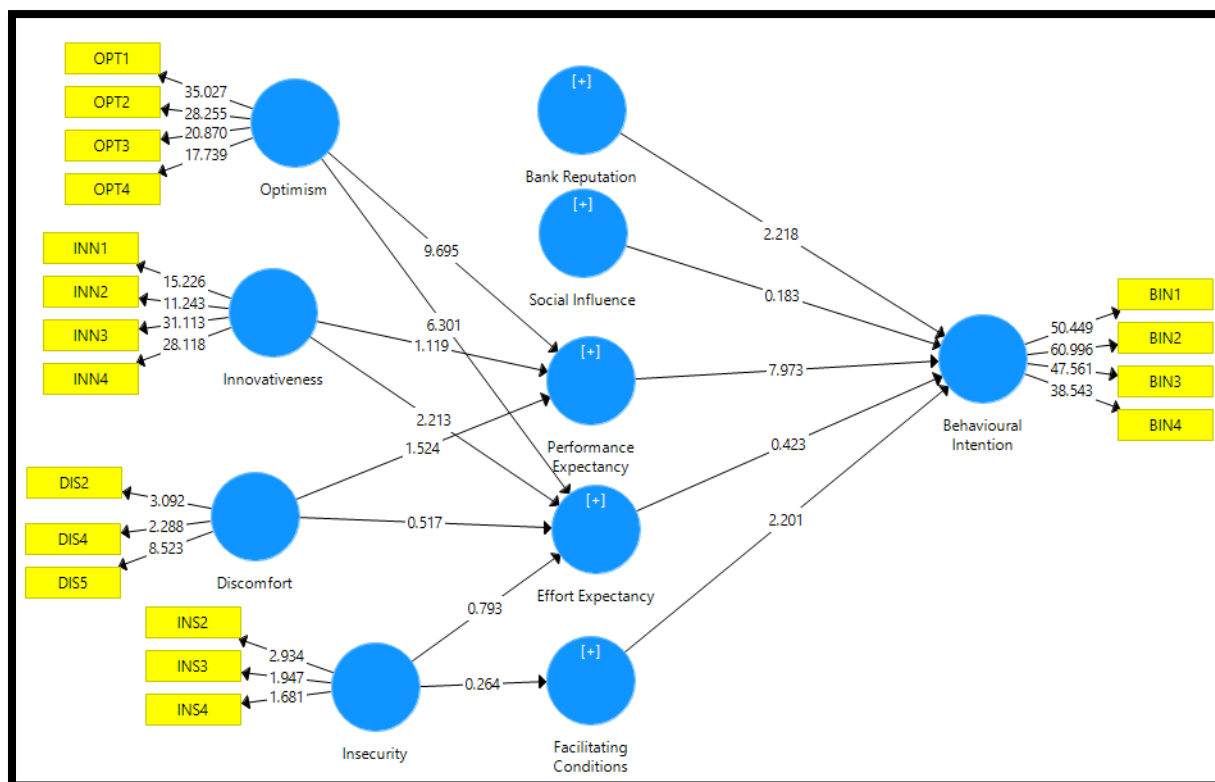 OPT1
OPT2
OPT3
OPT4
35.027
28.255
20.870
17.739
Optimism
INN1
INN2
INN3
INN4
15.226
11.243
31.113
28.118
Innovativeness
DIS2
DIS4
DIS5
3.092
2.288
8.523
Discomfort
INS2
INS3
INS4
2.934
1.947
1.681
Insecurity
9.695
6.301
1.119
2.213
1.524
0.517
0.793
0.264
[+]
Bank Reputation
[+]
Social Influence
[+]
Performance
Expectancy
[+]
Effort Expectancy
[+]
Facilitating
Conditions
2.218
0.183
7.973
0.423
2.201
Behavioural
Intention
50.449
60.996
47.561
38.543
BIN1
BIN2
BIN3
BIN4